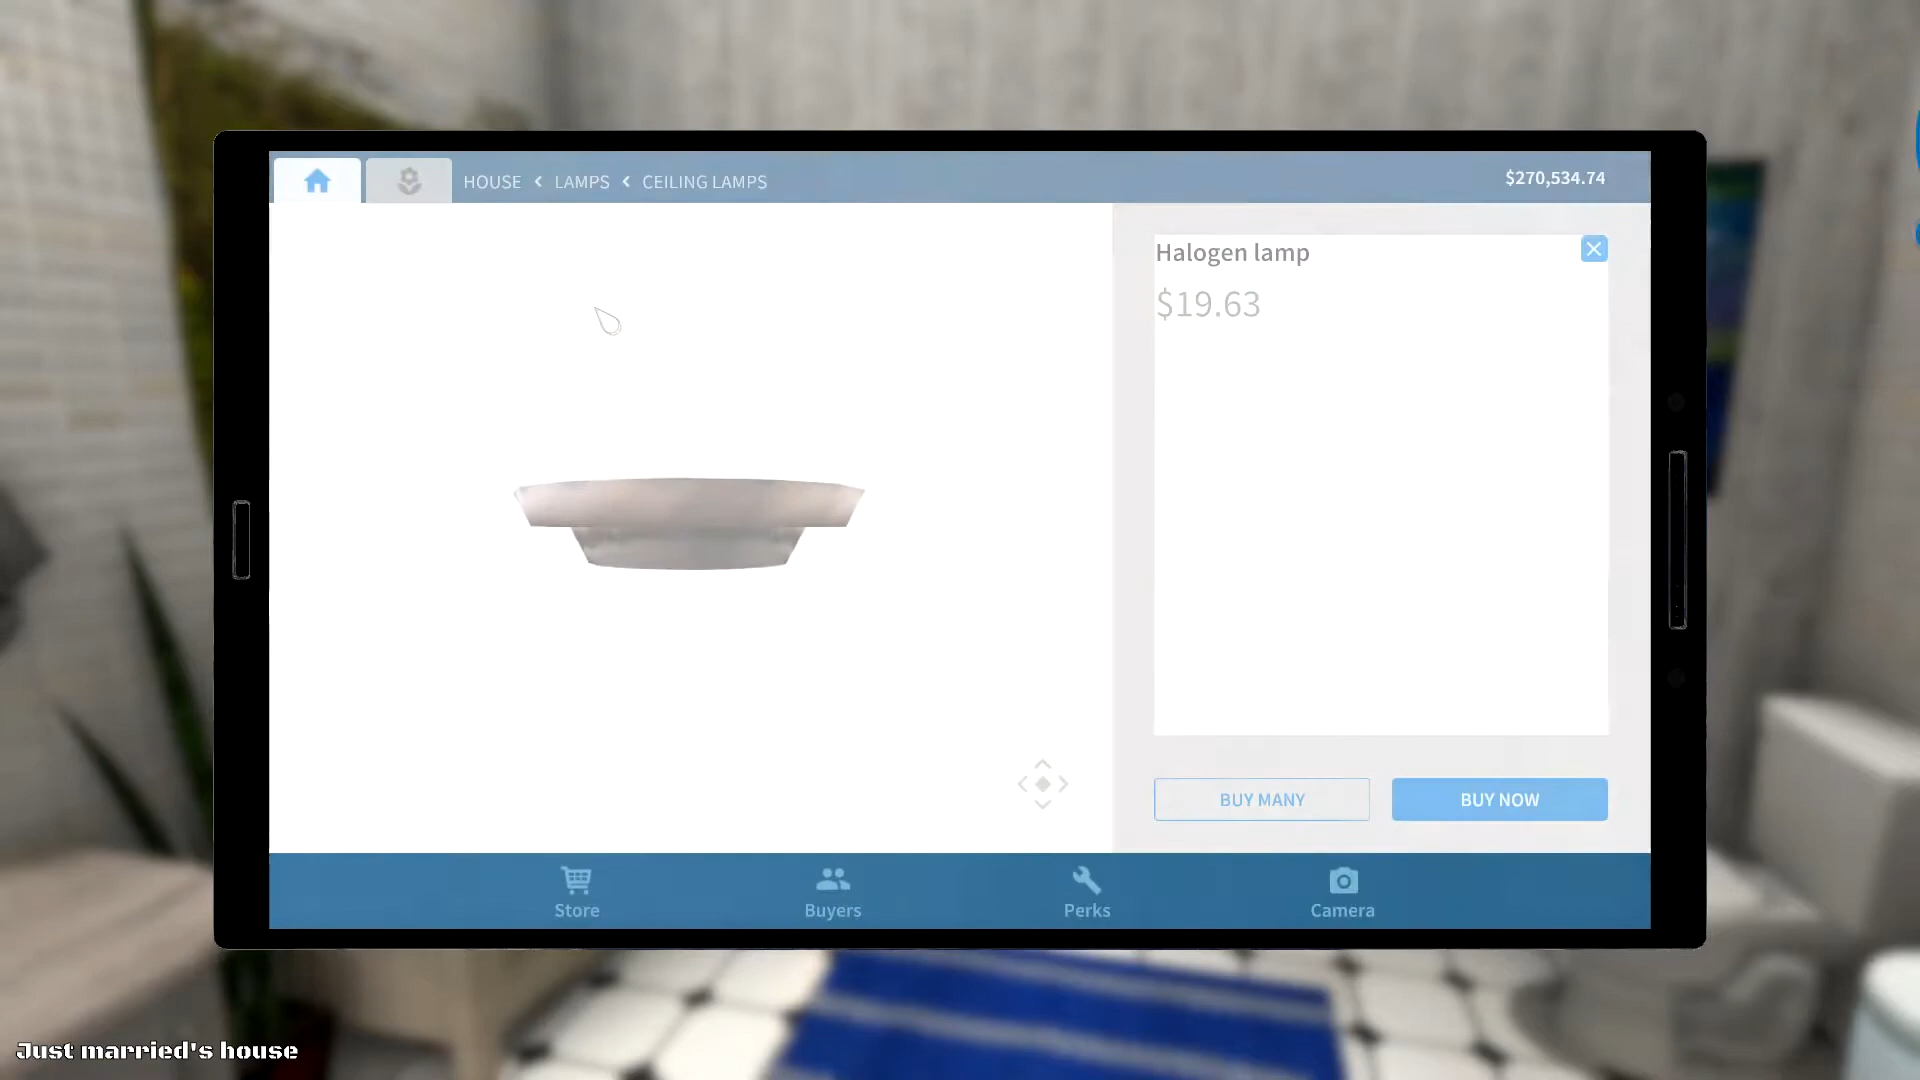 HOUSE < LAMPS < CEILING LAMPS
$270,534.74
Halogen lamp
$19.63
BUY MANY
BUY NOW
Store
Buyers
Perks
Camera
Just married's house